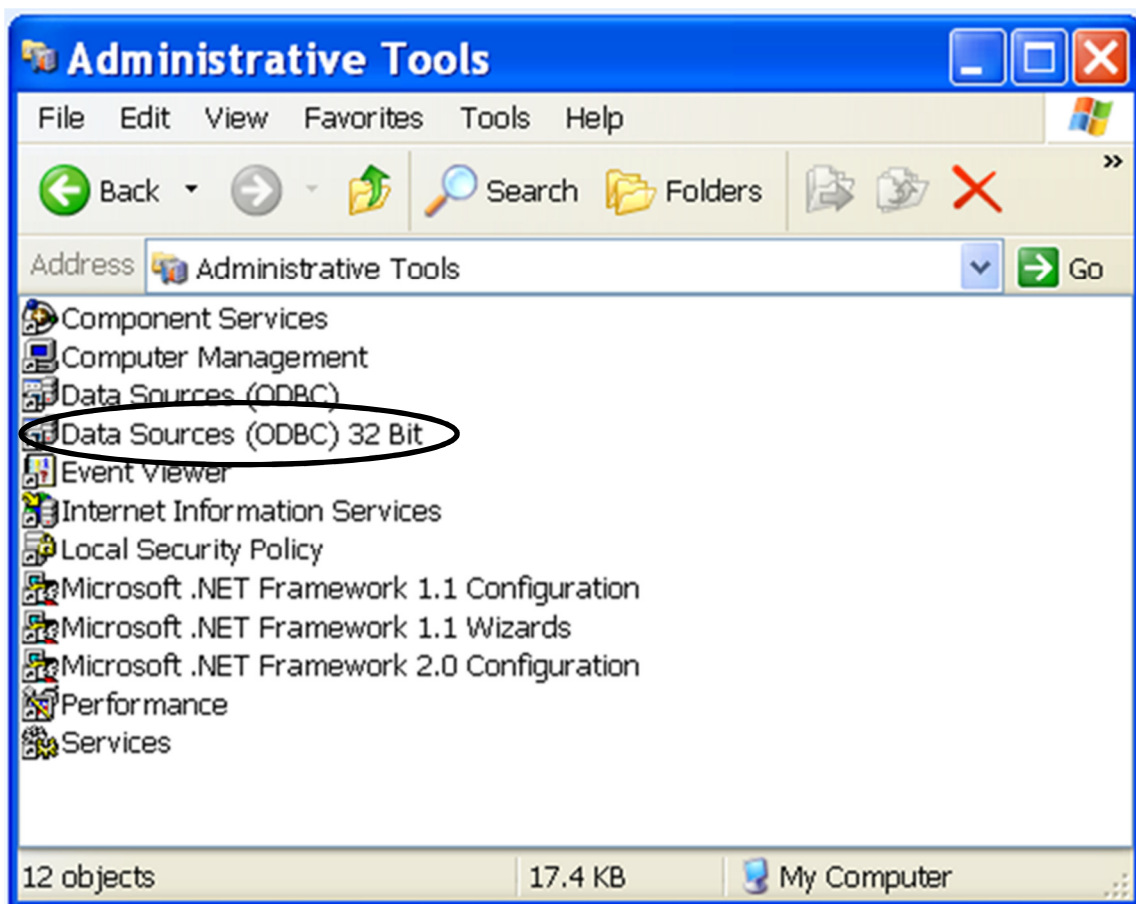 Administrative Tools
File Edit View Favorites Tools Help
Back Search Folders »
Address Administrative Tools Go
Component Services
Computer Management
Data Sources (ODBC)
Data Sources (ODBC) 32 Bit
Event Viewer
Internet Information Services
Local Security Policy
Microsoft .NET Framework 1.1 Configuration
Microsoft .NET Framework 1.1 Wizards
Microsoft .NET Framework 2.0 Configuration
Performance
Services
12 objects 17.4 KB My Computer